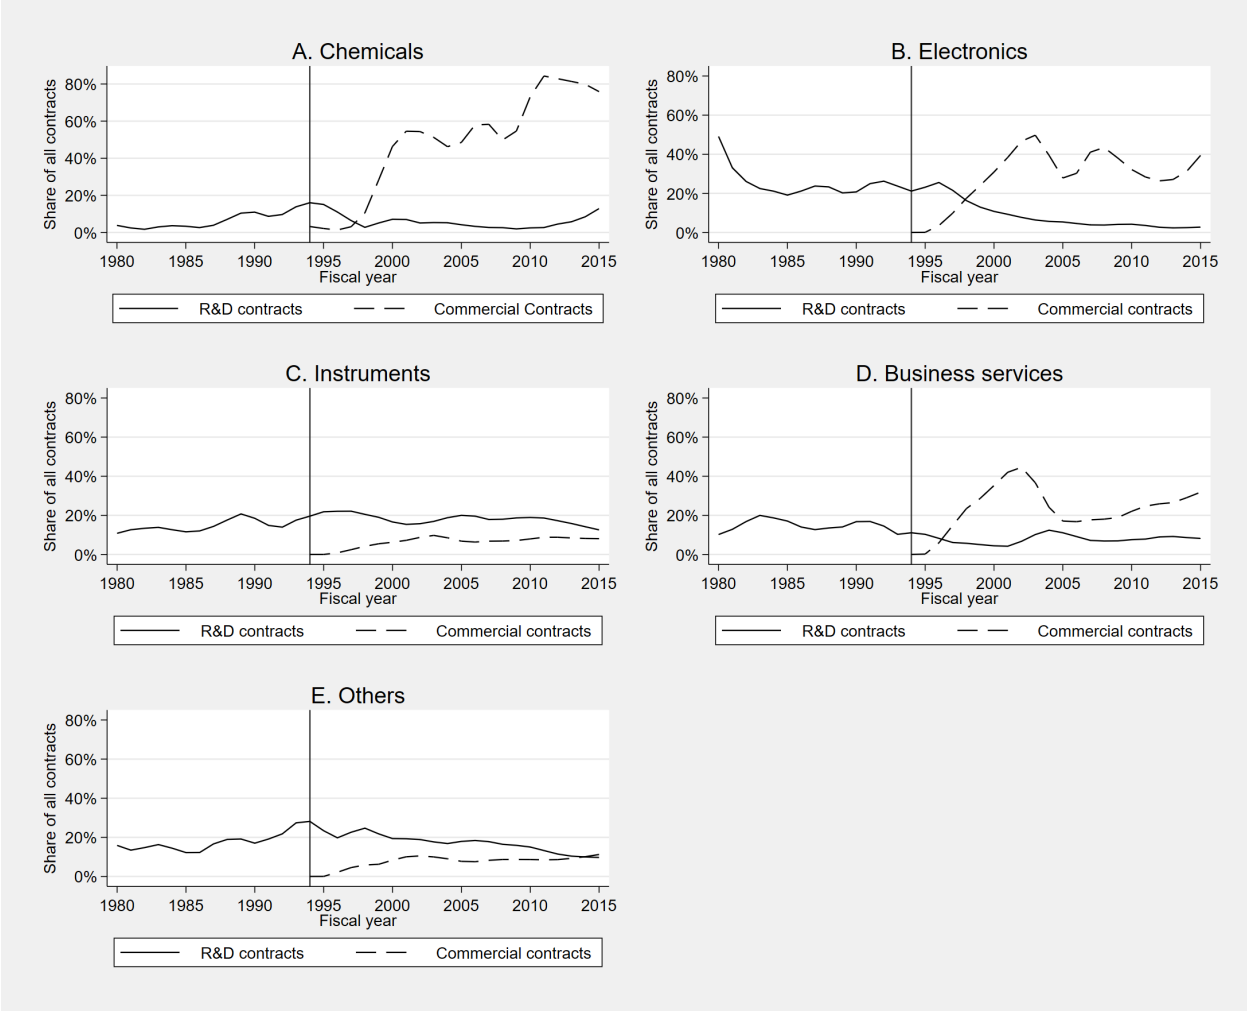 A. Chemicals
Share of all contracts
80%
60%
40%
20%
0%
1980 1985 1990 1995 2000 2005 2010 2015
Fiscal year
R&D contracts Commercial Contracts
B. Electronics
Share of all contracts
80%
60%
40%
20%
0%
1980 1985 1990 1995 2000 2005 2010 2015
Fiscal year
R&D contracts Commercial contracts
C. Instruments
Share of all contracts
80%
60%
40%
20%
0%
1980 1985 1990 1995 2000 2005 2010 2015
Fiscal year
R&D contracts Commercial contracts
D. Business services
Share of all contracts
80%
60%
40%
20%
0%
1980 1985 1990 1995 2000 2005 2010 2015
Fiscal year
R&D contracts Commercial contracts
E. Others
Share of all contracts
80%
60%
40%
20%
0%
1980 1985 1990 1995 2000 2005 2010 2015
Fiscal year
R&D contracts Commercial contracts